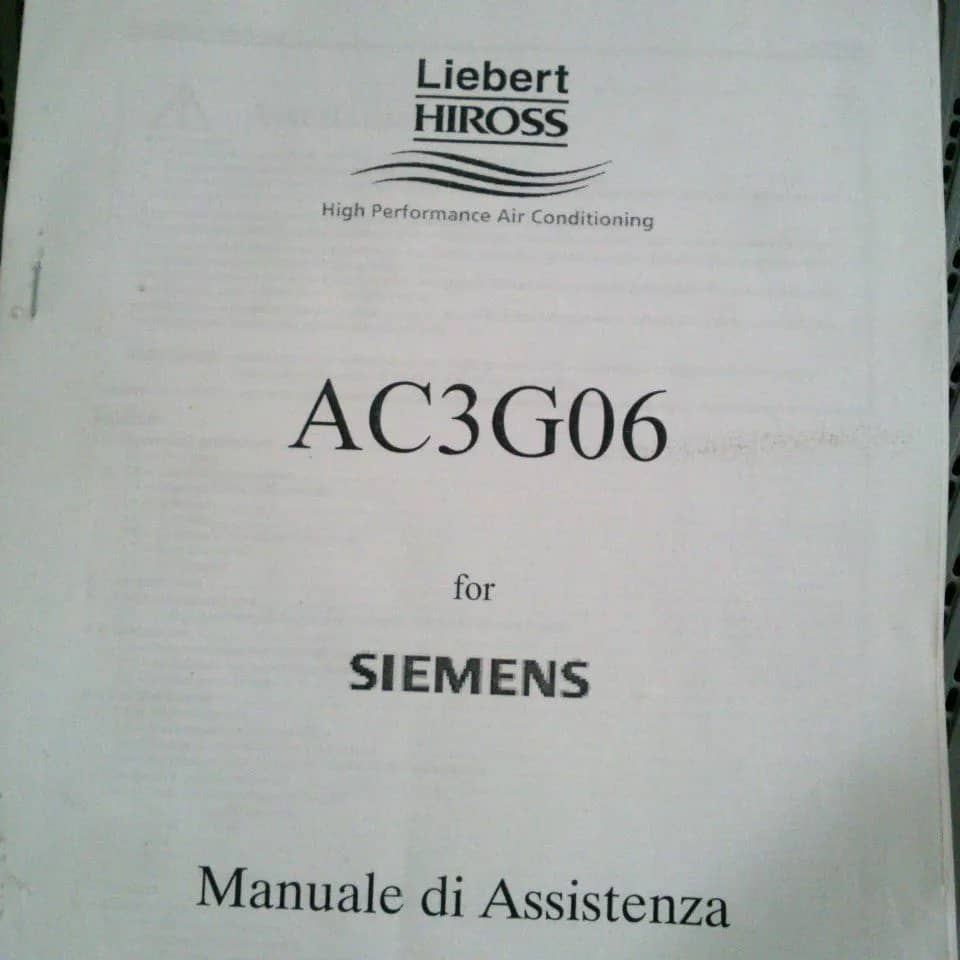 Liebert
HIROSS
High Performance Air Conditioning
AC3G06
for
SIEMENS
Manuale di Assistenza